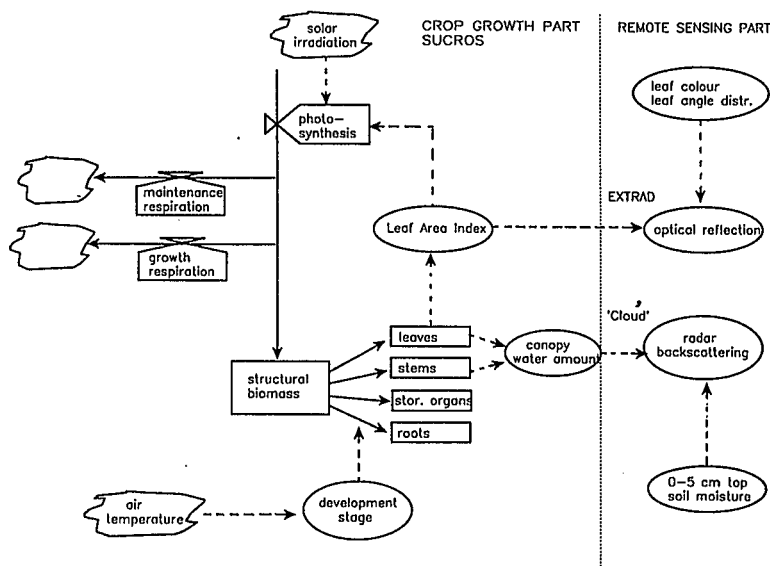 solar
irradiation
CROP GROWTH PART
SUCROS
REMOTE SENSING PART
leaf colour
leaf angle distr.
photo-
synthesis
maintenance
respiration
growth
respiration
Leaf Area Index
EXTRAD
optical reflection
'Cloud'
leaves
stems
stor. organs
roots
structural
biomass
canopy
water amount
radar
backscattering
air
temperature
development
stage
0-5 cm top
soil moisture